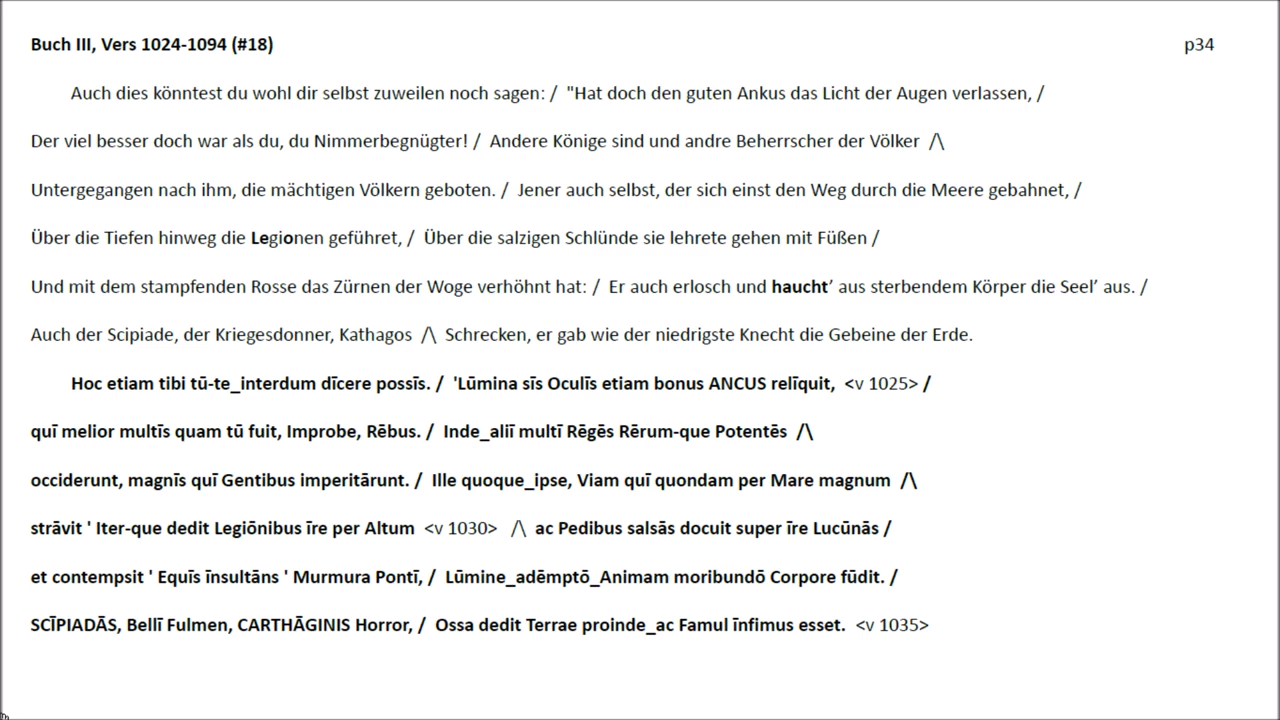 Buch III, Vers 1024-1094 (#18) p34
Auch dies könntest du wohl dir selbst zuweilen noch sagen: / "Hat doch den guten Ankus das Licht der Augen verlassen, /
Der viel besser doch war als du, du Nimmerbegnügter! / Andere Könige sind und andre Beherrscher der Völker /\
Untergegangen nach ihm, die mächtigen Völkern geboten. / Jener auch selbst, der sich einst den Weg durch die Meere gebahnet, /
Über die Tiefen hinweg die Legionen geführet, / Über die salzigen Schlünde sie lehrete gehen mit Füßen /
Und mit dem stampfenden Rosse das Zürnen der Woge verhöhnt hat: / Er auch erlosch und haucht’ aus sterbendem Körper die Seel’ aus. /
Auch der Scipiade, der Kriegesdonner, Kathagos /\ Schrecken, er gab wie der niedrigste Knecht die Gebeine der Erde.
Hoc etiam tibi tū-te_interdum dīcere possīs. / 'Lūmina sīs Oculīs etiam bonus ANCUS relīquit, <v 1025> /
quī melior multīs quam tū fuit, Improbe, Rēbus. / Inde_aliī multī Rēgēs Rērum-que Potentēs /\
occiderunt, magnīs quī Gentibus imperitārunt. / Ille quoque_ipse, Viam quī quondam per Mare magnum /\
strāvit ' Iter-que dedit Legiōnibus īre per Altum <v 1030> /\ ac Pedibus salsās docuit super īre Lucūnās /
et contempsit ' Equīs īnsultāns ' Murmura Pontī, / Lūmine_adēmptō_Animam moribundō Corpore fūdit. /
SCĪPIADĀS, Bellī Fulmen, CARTHĀGINIS Horror, / Ossa dedit Terrae proinde_ac Famul īnfimus esset. <v 1035>